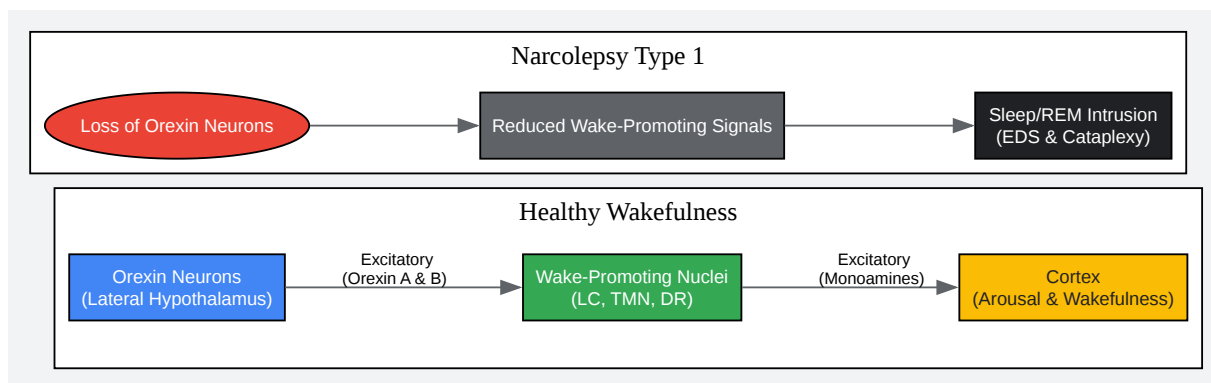 Narcolepsy Type 1
Loss of Orexin Neurons
Reduced Wake-Promoting Signals
Sleep/REM Intrusion
(EDS & Cataplexy)
Healthy Wakefulness
Orexin Neurons
(Lateral Hypothalamus)
Excitatory
(Orexin A & B)
Wake-Promoting Nuclei
(LC, TMN, DR)
Excitatory
(Monoamines)
Cortex
(Arousal & Wakefulness)